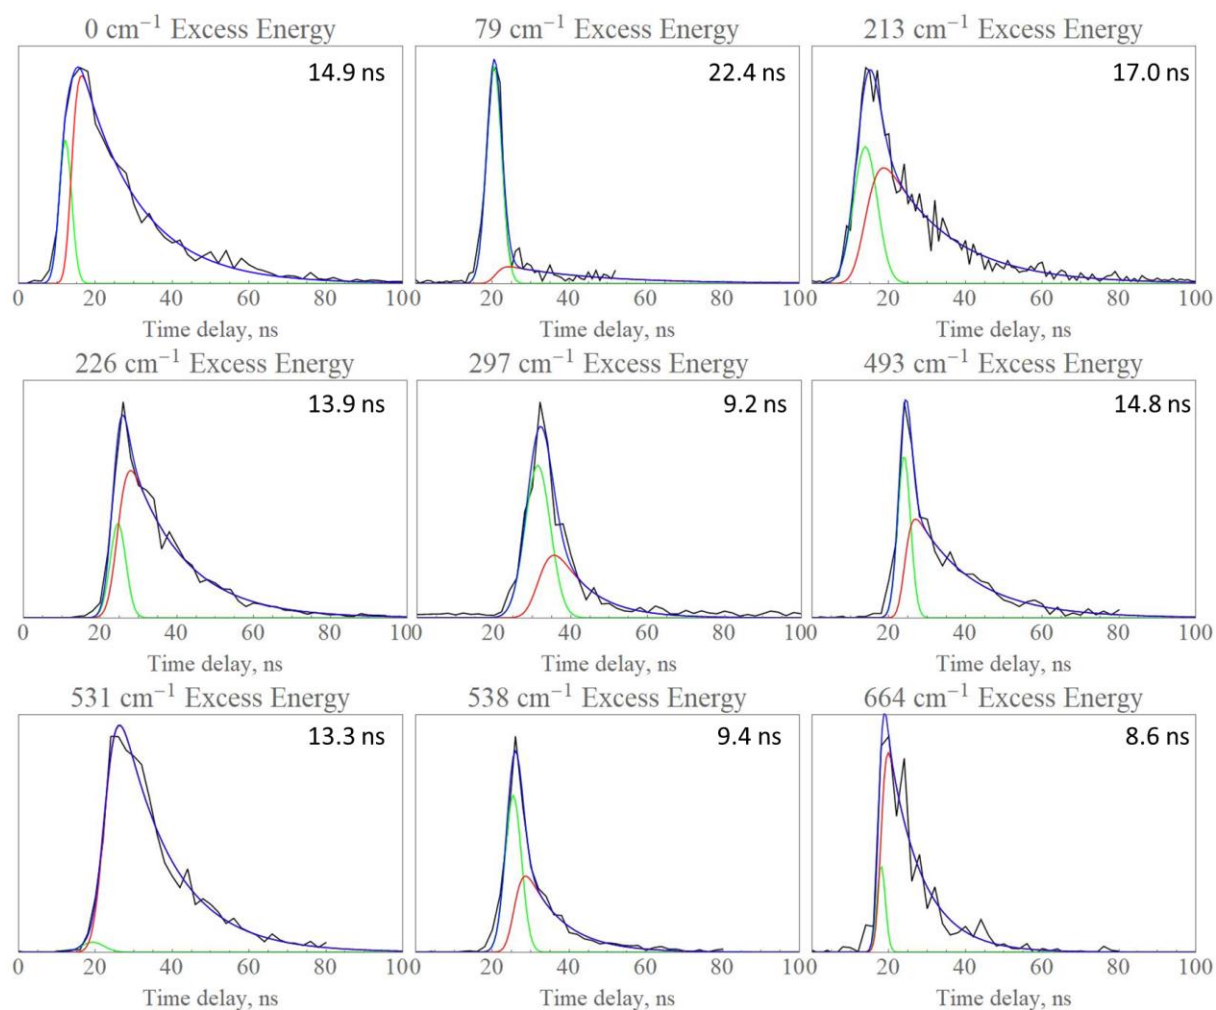 0 cm⁻¹ Excess Energy 79 cm⁻¹ Excess Energy 213 cm⁻¹ Excess Energy
14.9 ns 22.4 ns 17.0 ns
0 20 40 60 80 100 0 20 40 60 80 100 20 40 60 80 100
Time delay, ns Time delay, ns Time delay, ns
226 cm⁻¹ Excess Energy 297 cm⁻¹ Excess Energy 493 cm⁻¹ Excess Energy
13.9 ns 9.2 ns 14.8 ns
0 20 40 60 80 100 20 40 60 80 100 20 40 60 80 100
Time delay, ns Time delay, ns Time delay, ns
531 cm⁻¹ Excess Energy 538 cm⁻¹ Excess Energy 664 cm⁻¹ Excess Energy
13.3 ns 9.4 ns 8.6 ns
0 20 40 60 80 100 20 40 60 80 100 0 20 40 60 80 100
Time delay, ns Time delay, ns Time delay, ns